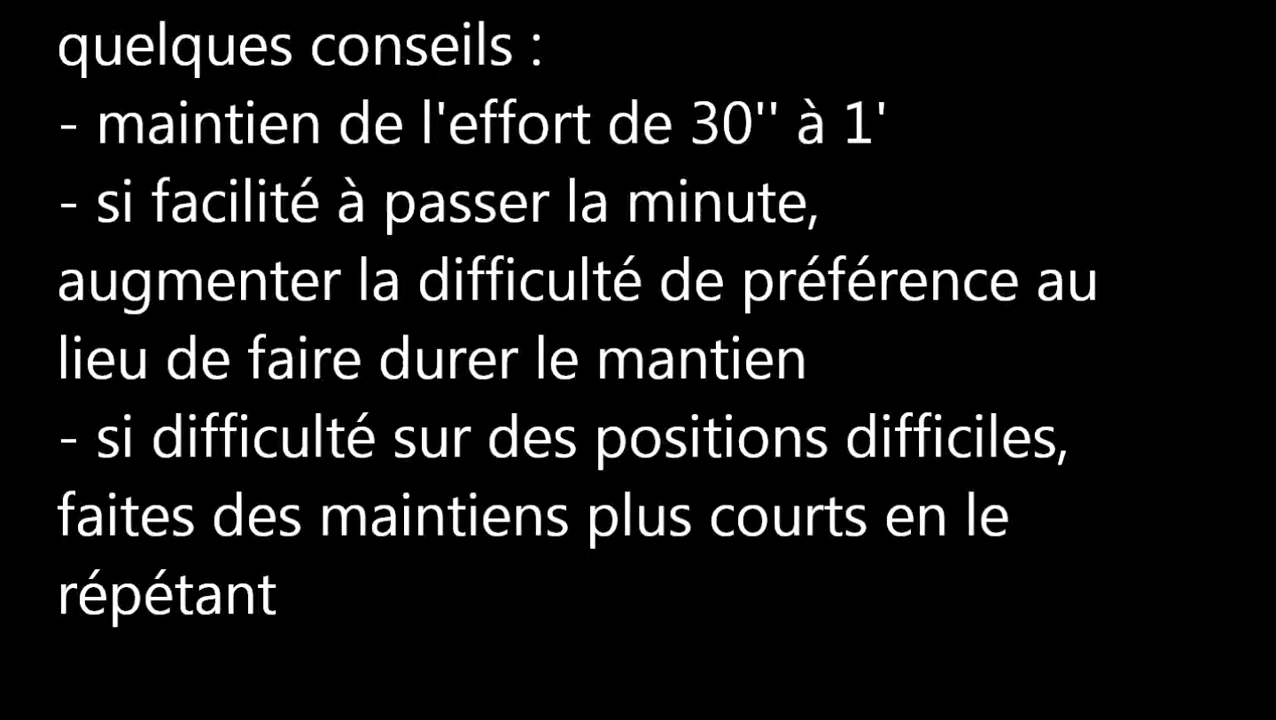 quelques conseils :
- maintien de l'effort de 30'' à 1'
- si facilité à passer la minute,
augmenter la difficulté de préférence au
lieu de faire durer le mantien
- si difficulté sur des positions difficiles,
faites des maintiens plus courts en le
répétant